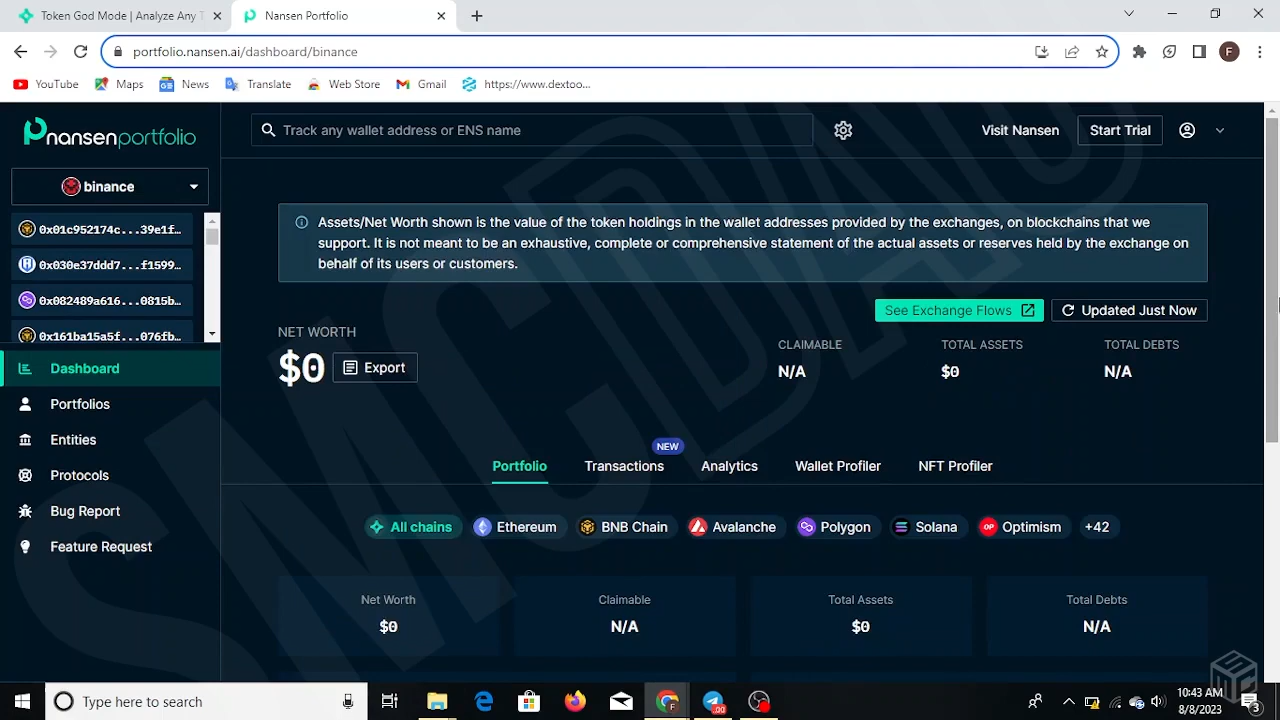 Token God Mode | Analyze Any T
Nansen Portfolio
portfolio.nansen.ai/dashboard/binance
F
YouTube
Maps
News
Translate
Web Store
Gmail
https://www.dextoo...
nansenportfolio
Track any wallet address or ENS name
Visit Nansen
Start Trial
binance
0x01c952174c...39e1f...
0x030e37ddd7...f1599...
0x082489a616...0815b...
0x161ba15a5f...076fb...
Dashboard
Portfolios
Entities
Protocols
Bug Report
Feature Request
Assets/Net Worth shown is the value of the token holdings in the wallet addresses provided by the exchanges, on blockchains that we
support. It is not meant to be an exhaustive, complete or comprehensive statement of the actual assets or reserves held by the exchange on
behalf of its users or customers.
See Exchange Flows
Updated Just Now
NET WORTH
$0
Export
CLAIMABLE
N/A
TOTAL ASSETS
$0
TOTAL DEBTS
N/A
NEW
Portfolio
Transactions
Analytics
Wallet Profiler
NFT Profiler
All chains
Ethereum
BNB Chain
Avalanche
Polygon
OP
Solana
Optimism
+42
Net Worth
$0
Claimable
N/A
Total Assets
$0
Total Debts
N/A
SMCDAO
Type here to search
F
.00
10:43 AM
8/8/2023
3